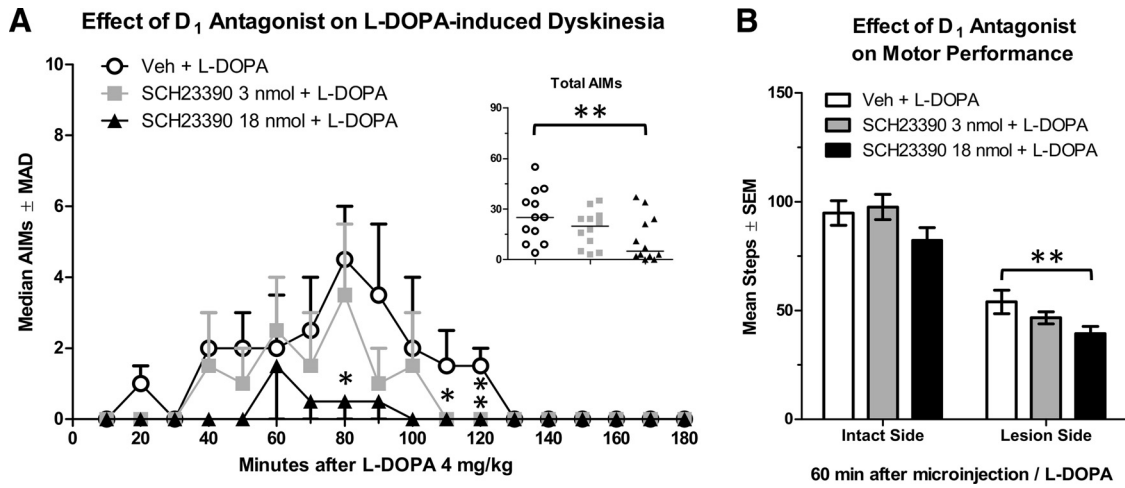 A
Effect of D1 Antagonist on L-DOPA-induced Dyskinesia
Median AIMs ± MAD
10
8
6
4
2
0
Veh + L-DOPA
SCH23390 3 nmol + L-DOPA
SCH23390 18 nmol + L-DOPA
Total AIMs
90
60
30
0
**
*
*
**
0 20 40 60 80 100 120 140 160 180
Minutes after L-DOPA 4 mg/kg
B
Effect of D1 Antagonist
on Motor Performance
Mean Steps ± SEM
150
100
50
0
Veh + L-DOPA
SCH23390 3 nmol + L-DOPA
SCH23390 18 nmol + L-DOPA
**
Intact Side Lesion Side
60 min after microinjection / L-DOPA